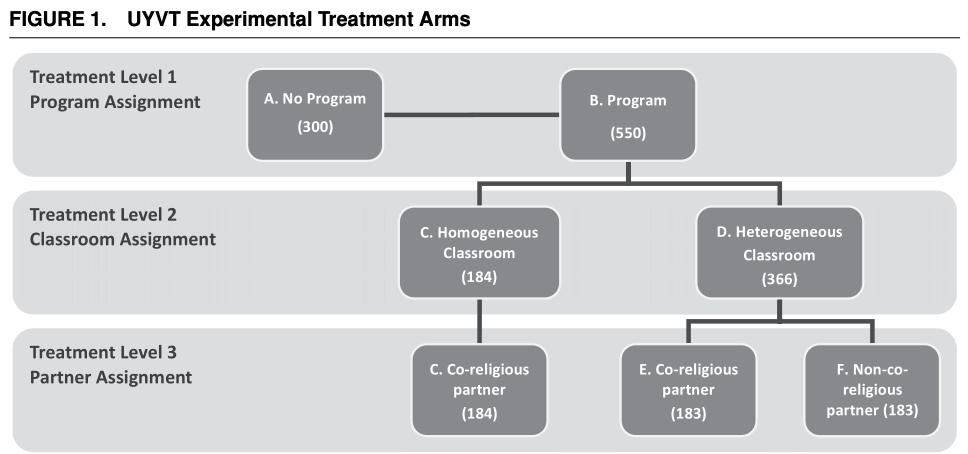 FIGURE 1. UYVT Experimental Treatment Arms
Treatment Level 1
Program Assignment
A. No Program
(300)
B. Program
(550)
Treatment Level 2
Classroom Assignment
C. Homogeneous
Classroom
(184)
D. Heterogeneous
Classroom
(366)
Treatment Level 3
Partner Assignment
C. Co-religious
partner
(184)
E. Co-religious
partner
(183)
F. Non-co-
religious
partner (183)